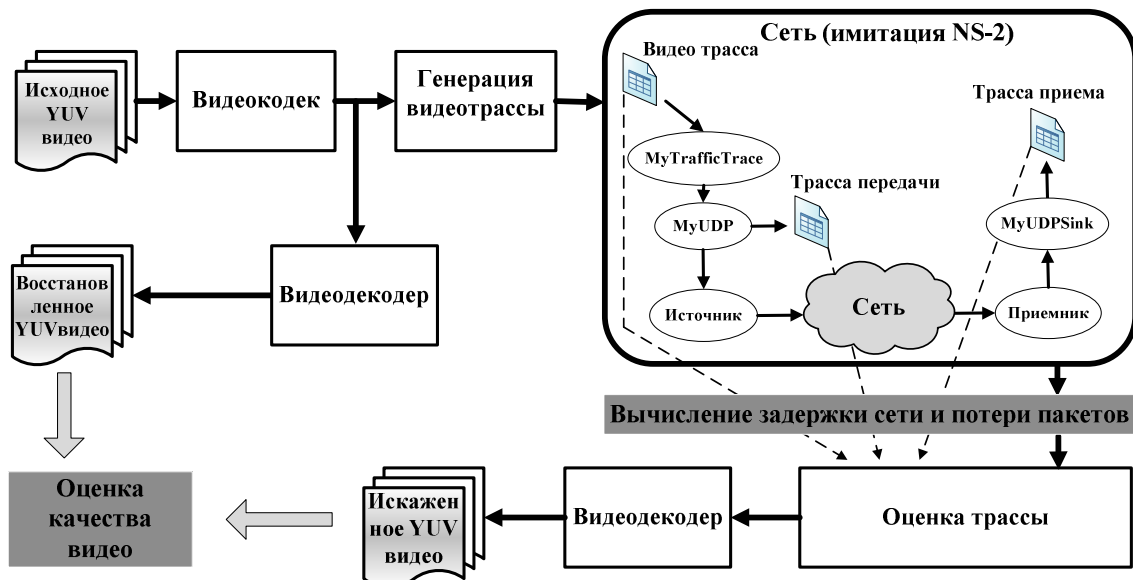 Сеть (имитация NS-2)
Видео трасса
Исходное
YUV
видео
Видеокодек
Генерация
видеотрассы
Трасса приема
MyTrafficTrace
Трасса передачи
MyUDP
MyUDPSink
Восстанов
ленное
YUVвидео
Видеодекодер
Источник
Сеть
Приемник
Вычисление задержки сети и потери пакетов
Оценка
качества
видео
Искажен
ное YUV
видео
Видеодекодер
Оценка трассы